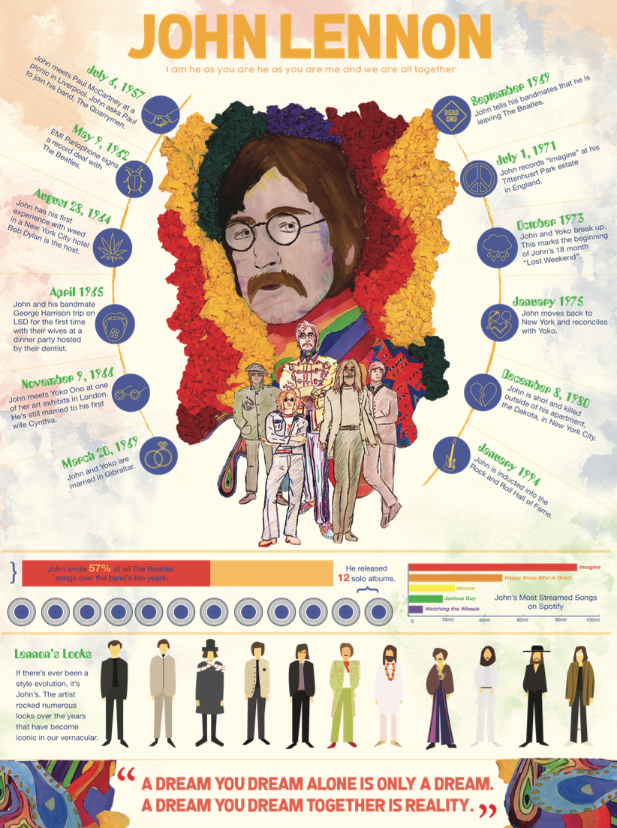 JOHN LENNON
I am he as you are he as you are me and we are all together
July 6, 1957
John meets Paul McCartney at a
picnic in Liverpool. John asks Paul
to join his band, The Quarrymen.
May 9, 1962
EMI Parlophone signs
a record deal with
The Beatles.
August 28, 1964
John has his first
experience with weed
in a New York City hotel
Bob Dylan is the host.
April 1965
John and his bandmate
George Harrison trip on
LSD for the first time
with their wives at a
dinner party hosted
by their dentist.
November 9, 1966
John meets Yoko Ono at one
of her art exhibits in London.
He's still married to his first
wife Cynthia.
March 20, 1969
John and Yoko are
married in Gibraltar.
September 1969
John tells his bandmates that he is
leaving The Beatles.
DEAD
END
July 1, 1971
John records "Imagine" at his
Tittenhurst Park estate
in England.
October 1973
John and Yoko break up.
This marks the beginning
of John's 18 month
"Lost Weekend".
January 1975
John moves back to
New York and reconciles
with Yoko.
December 8, 1980
John is shot and killed
outside of his apartment,
the Dakota, in New York City.
January 1994
John is inducted into the
Rock and Roll Hall of Fame.
John wrote 57% of all The Beatles'
songs over the band's ten years.
He released
12 solo albums.
Imagine
Happy Xmas (War is Over)
Woman
Jealous Guy
Watching the Wheels
John's Most Streamed Songs
on Spotify
0 20mil 40mil 60mil 80mil 100mil
Lennon's Looks
If there's ever been a
style evolution, it's
John's. The artist
rocked numerous
looks over the years
that have become
iconic in our vernacular.
“ A DREAM YOU DREAM ALONE IS ONLY A DREAM.
A DREAM YOU DREAM TOGETHER IS REALITY. ”